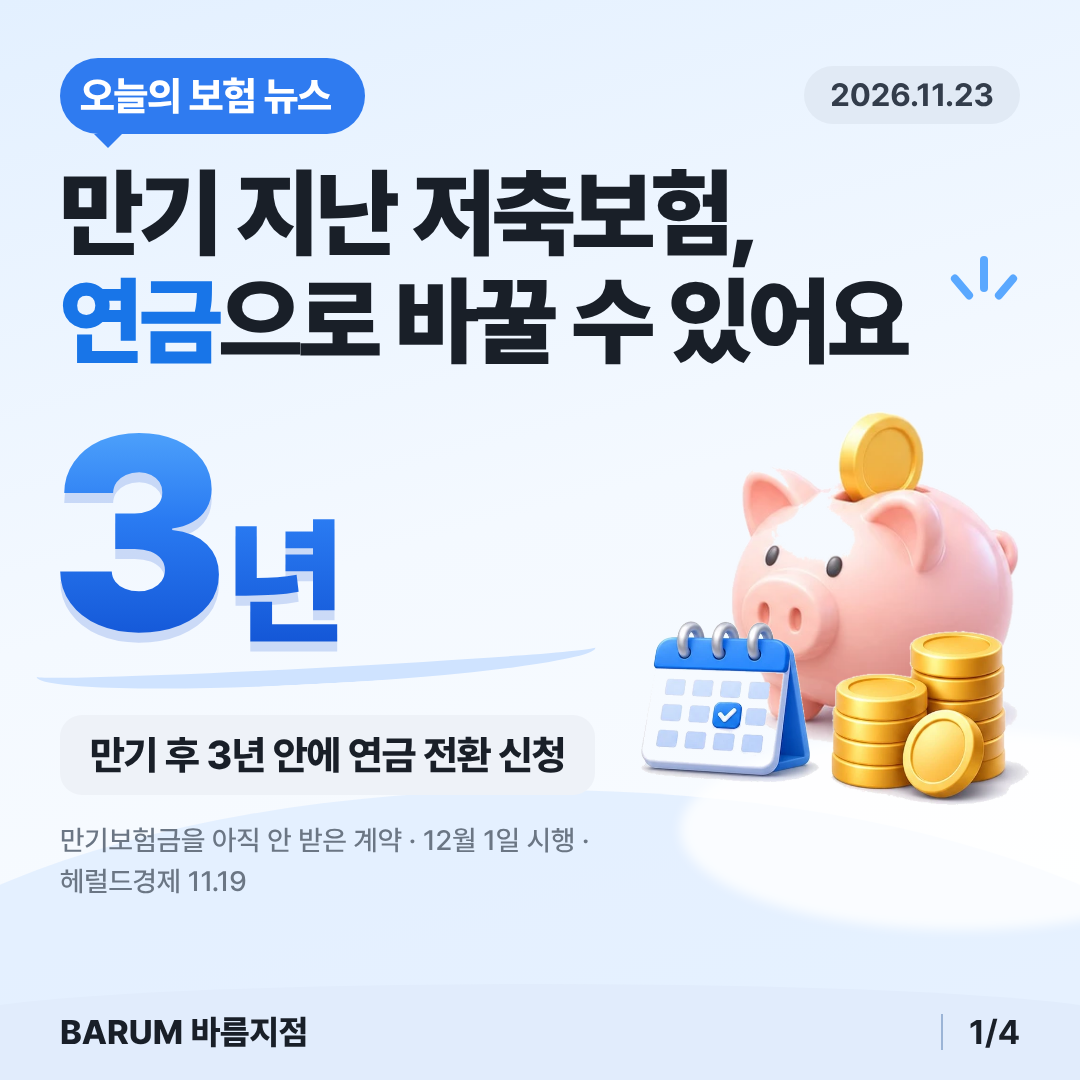 오늘의 보험 뉴스
2026.11.23
만기 지난 저축보험,
연금으로 바꿀 수 있어요
3년
만기 후 3년 안에 연금 전환 신청
만기보험금을 아직 안 받은 계약 · 12월 1일 시행 ·
헤럴드경제 11.19
BARUM 바름지점
1/4